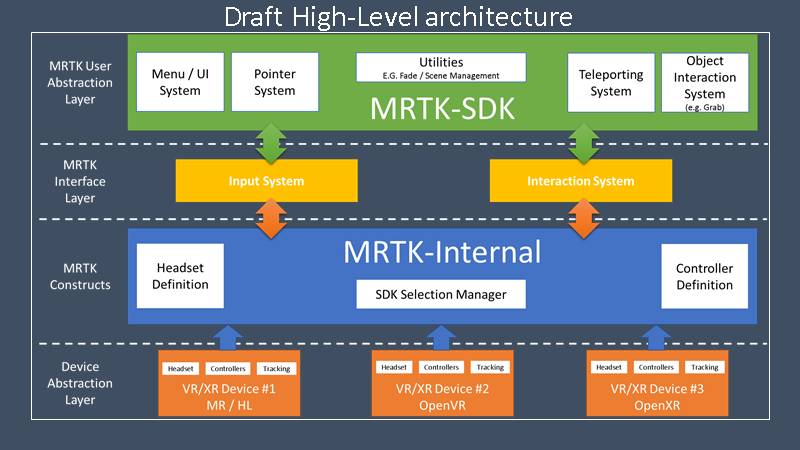 Draft High-Level architecture
MRTK User
Abstraction
Layer
Menu / UI
System
Pointer
System
Utilities
E.G. Fade / Scene Management
MRTK-SDK
Teleporting
System
Object
Interaction
System
(e.g. Grab)
MRTK
Interface
Layer
Input System
Interaction System
MRTK
Constructs
MRTK-Internal
Headset
Definition
SDK Selection Manager
Controller
Definition
Device
Abstraction
Layer
Headset
Controllers
Tracking
VR/XR Device #1
MR / HL
Headset
Controllers
Tracking
VR/XR Device #2
OpenVR
Headset
Controllers
Tracking
VR/XR Device #3
OpenXR